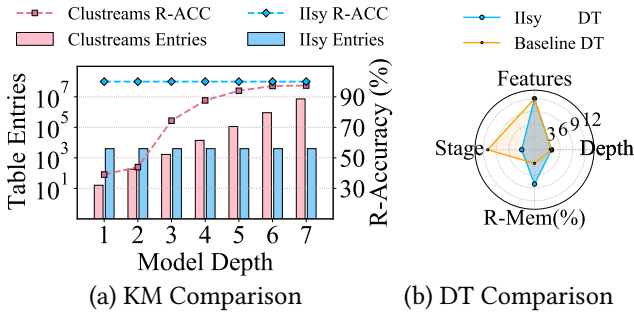 Clustreams R-ACC
IIsy R-ACC
Clustreams Entries
IIsy Entries
Table Entries
10^7
10^5
10^3
10^1
90
70
50
30
R-Accuracy (%)
1 2 3 4 5 6 7
Model Depth
(a) KM Comparison
IIsy DT
Baseline DT
Features
3 6 9 12
Stage
Depth
R-Mem(%)
(b) DT Comparison